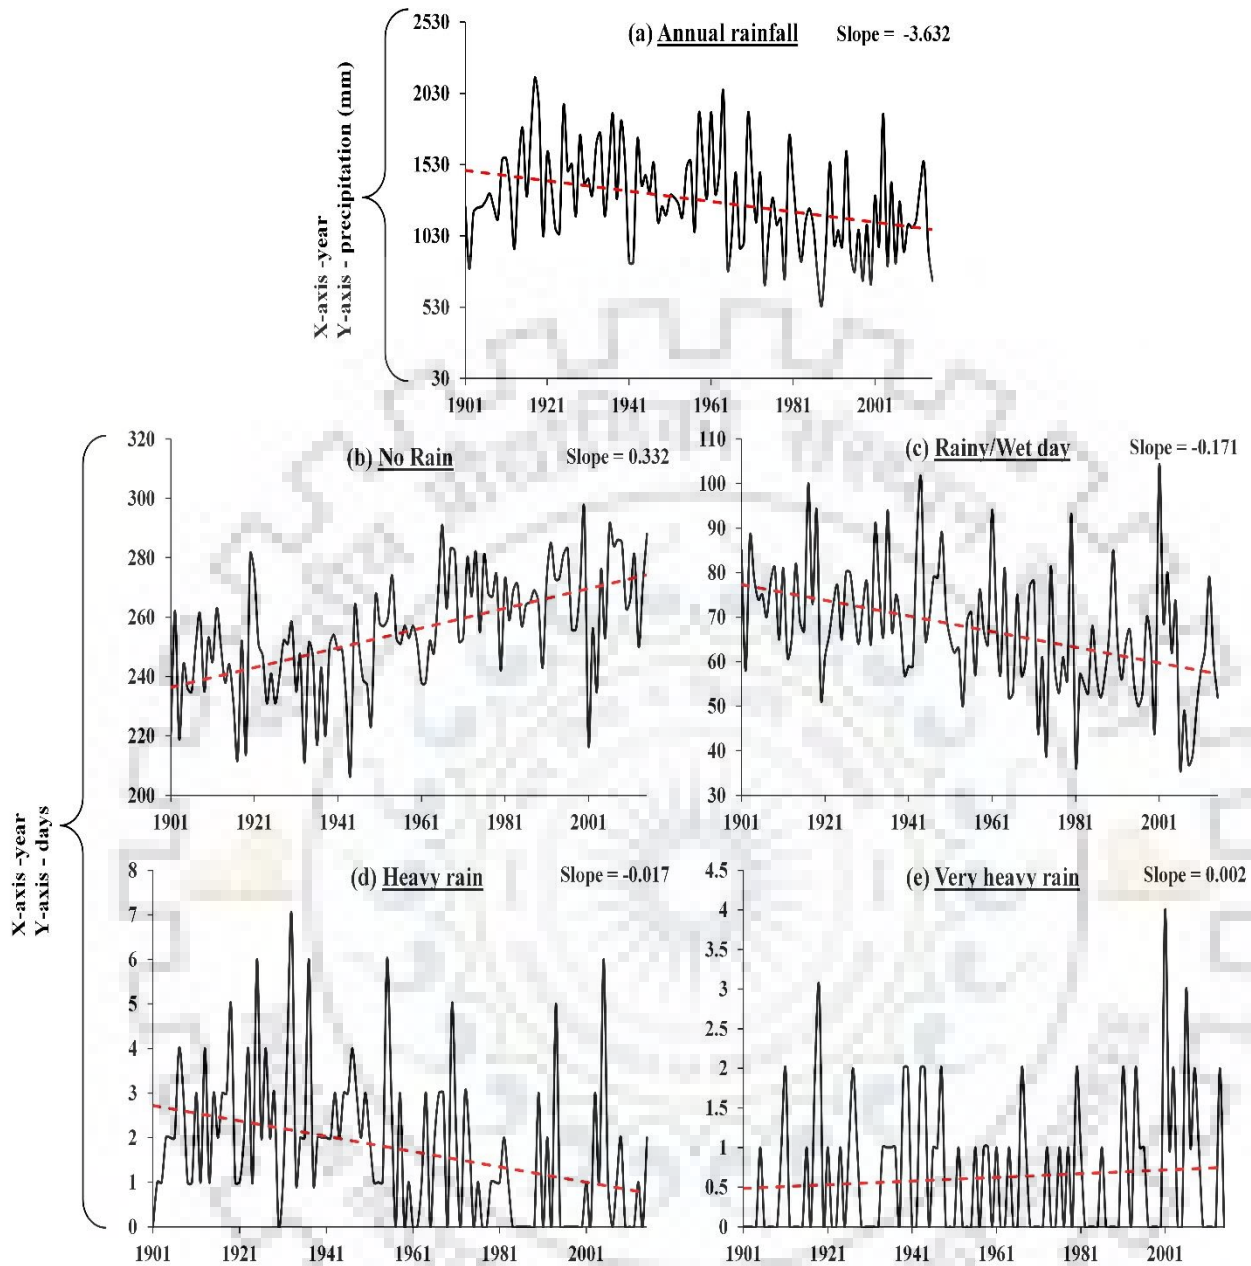 (a) Annual rainfall Slope = -3.632
X-axis -year
Y-axis - precipitation (mm)
2530
2030
1530
1030
530
30
1901 1921 1941 1961 1981 2001
X-axis -year
Y-axis - days
(b) No Rain Slope = 0.332
320
300
280
260
240
220
200
1901 1921 1941 1961 1981 2001
(c) Rainy/Wet day Slope = -0.171
110
100
90
80
70
60
50
40
30
1901 1921 1941 1961 1981 2001
(d) Heavy rain Slope = -0.017
8
7
6
5
4
3
2
1
0
1901 1921 1941 1961 1981 2001
(e) Very heavy rain Slope = 0.002
4.5
4
3.5
3
2.5
2
1.5
1
0.5
0
1901 1921 1941 1961 1981 2001